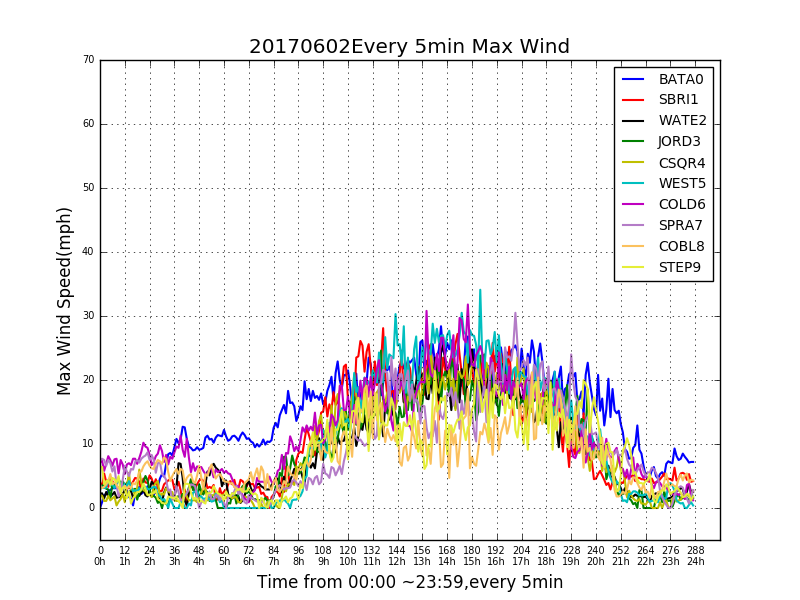 20170602Every 5min Max Wind
70
60
50
40
30
20
10
0
Max Wind Speed(mph)
BATA0
SBRI1
WATE2
JORD3
CSQR4
WEST5
COLD6
SPRA7
COBL8
STEP9
0 12 24 36 48 60 72 84 96 108 120 132 144 156 168 180 192 204 216 228 240 252 264 276 288
0h 1h 2h 3h 4h 5h 6h 7h 8h 9h 10h 11h 12h 13h 14h 15h 16h 17h 18h 19h 20h 21h 22h 23h 24h
Time from 00:00 ~23:59,every 5min